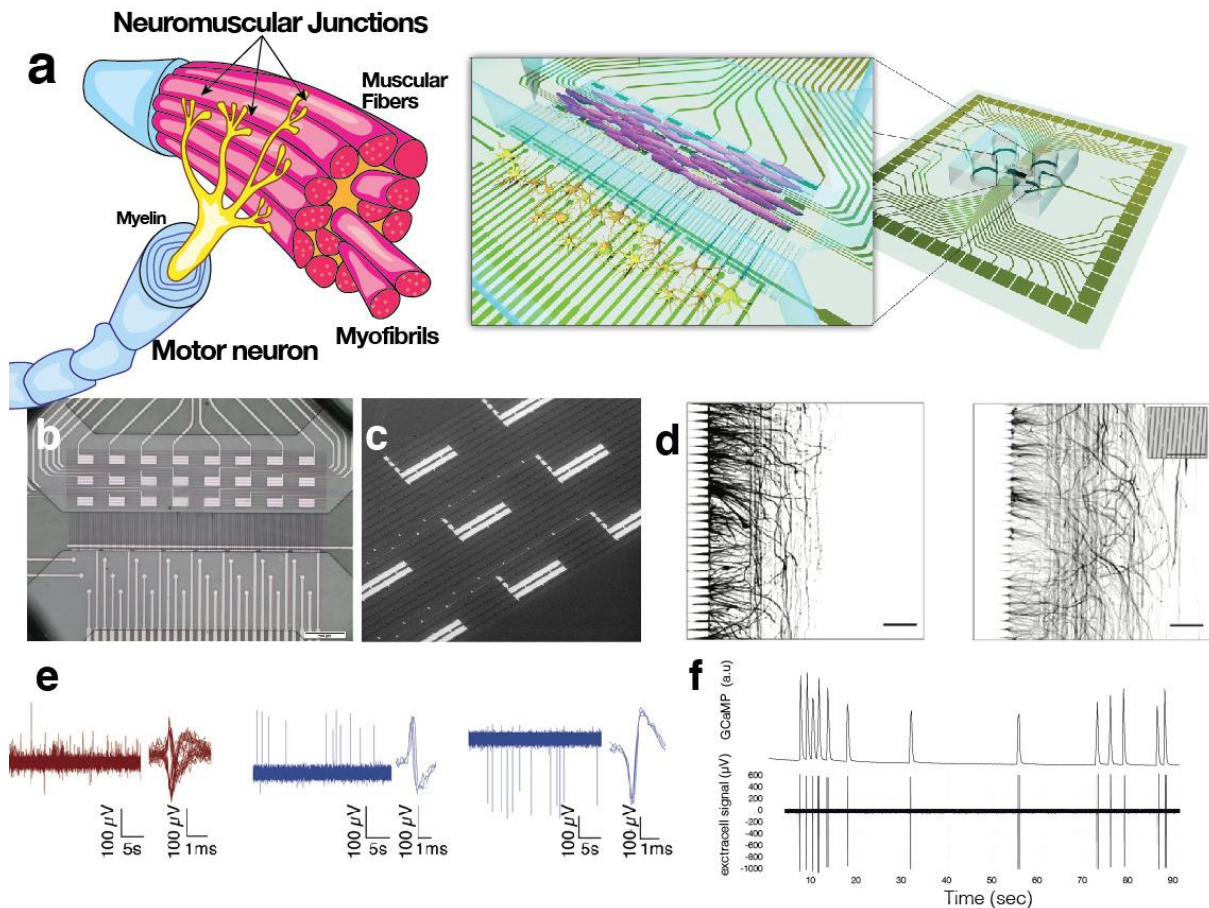 a
Neuromuscular Junctions
Muscular
Fibers
Myelin
Motor neuron
Myofibrils
b
c
d
e
100 µV
5s
100 µV
1ms
100 µV
5s
100 µV
1ms
100 µV
5s
100 µV
1ms
f
GCaMP (a.u)
exctracell signal (µV)
600
400
200
0
-200
-400
-600
-800
-1000
10
20
30
40
50
60
70
80
90
Time (sec)